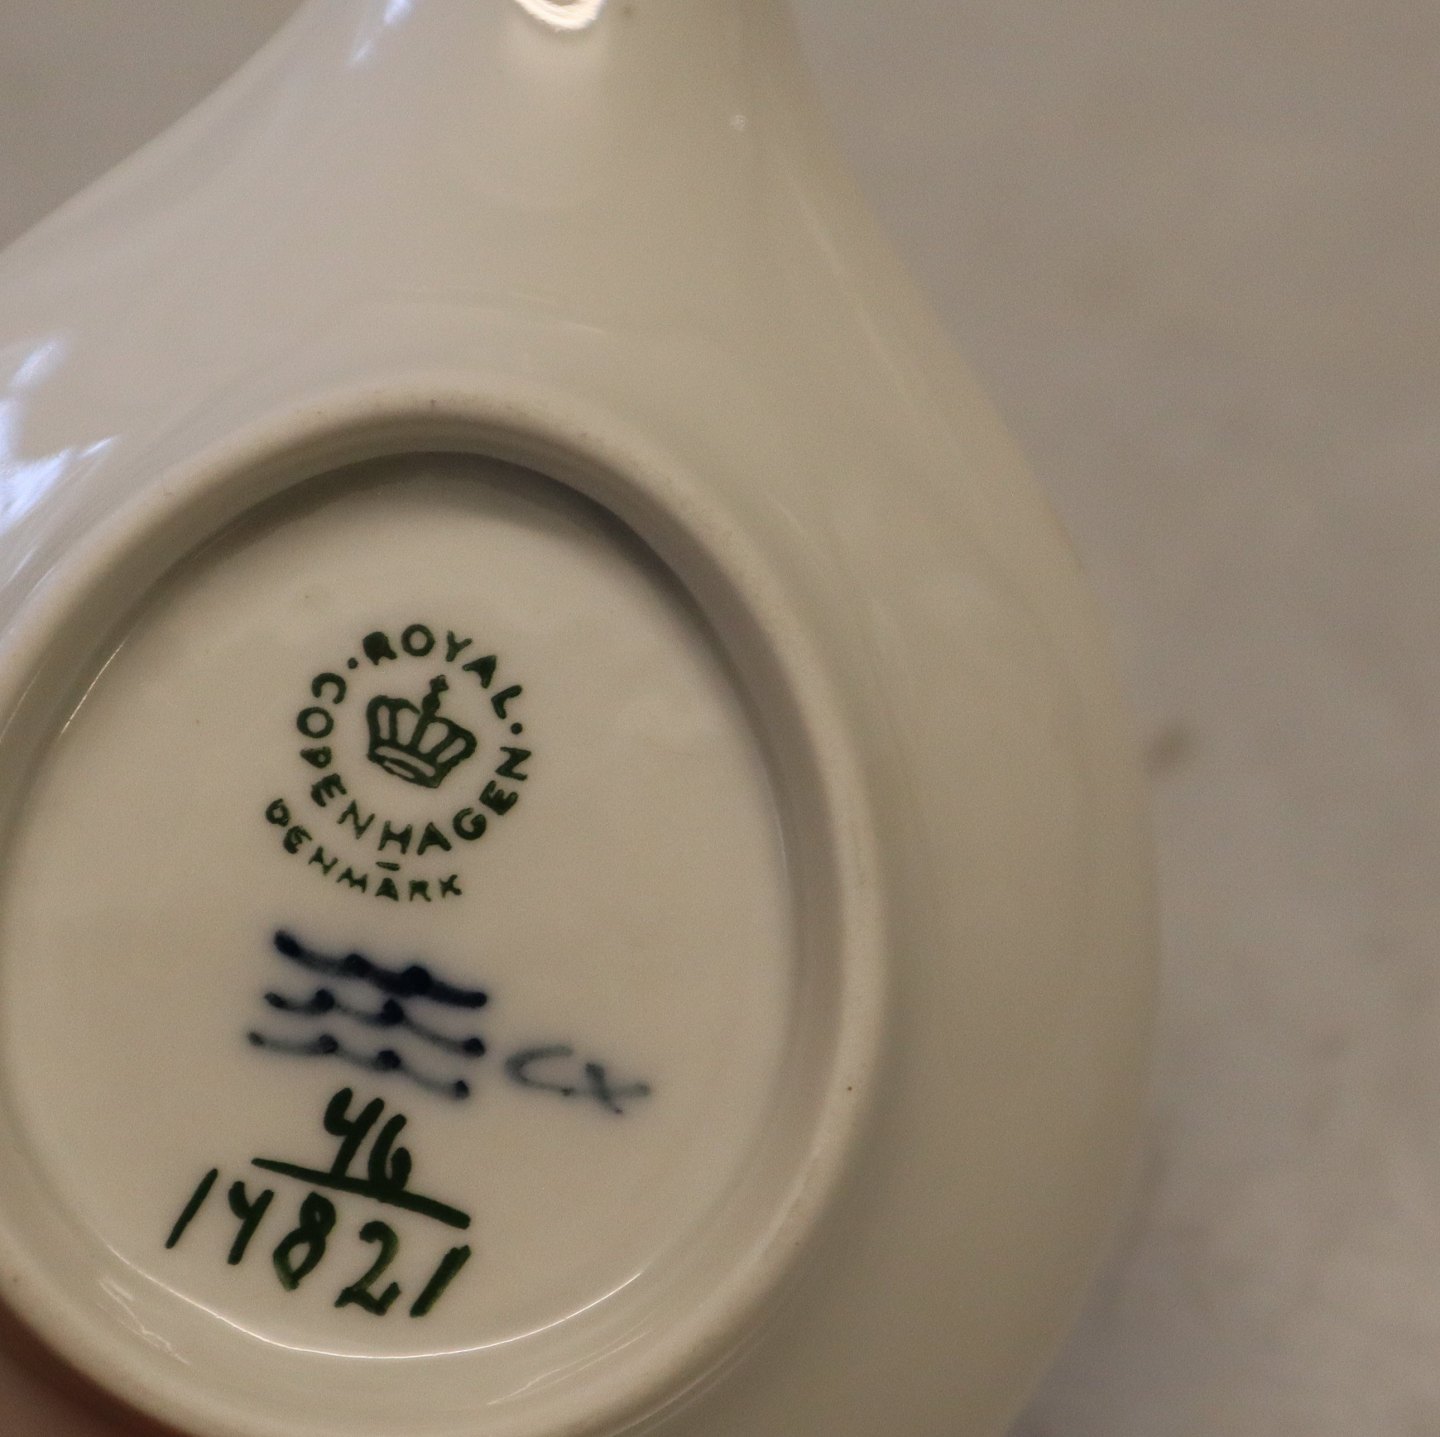 ROYAL · COPENHAGEN ·
DENMARK
CX
46
14821